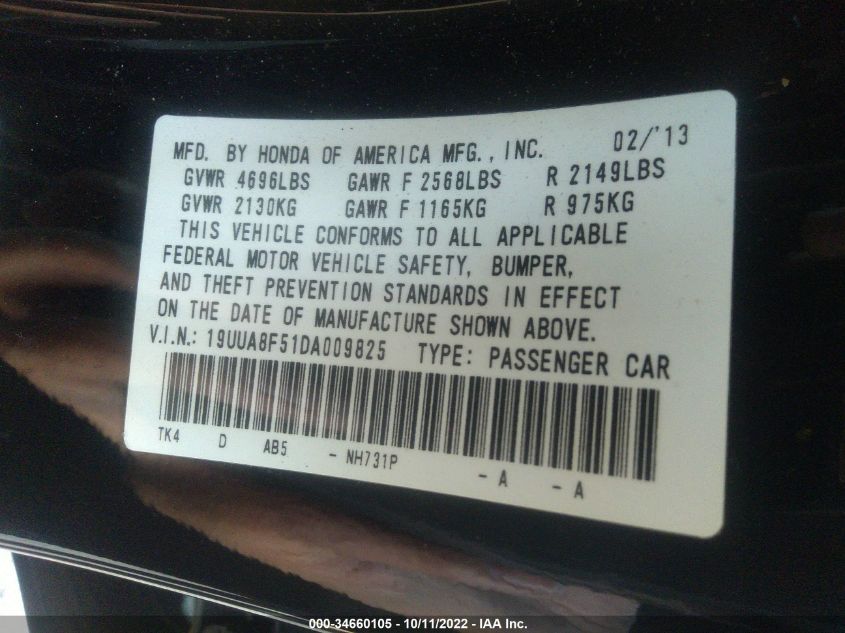 MFD. BY HONDA OF AMERICA MFG., INC. 02/'13
GVWR 4696LBS GAWR F 2568LBS R 2149LBS
GVWR 2130KG GAWR F 1165KG R 975KG
THIS VEHICLE CONFORMS TO ALL APPLICABLE
FEDERAL MOTOR VEHICLE SAFETY, BUMPER,
AND THEFT PREVENTION STANDARDS IN EFFECT
ON THE DATE OF MANUFACTURE SHOWN ABOVE.
V.I.N.: 19UUA8F51DA009825 TYPE: PASSENGER CAR
TK4 D AB5 - NH731P - A - A
000-34660105 - 10/11/2022 - IAA Inc.